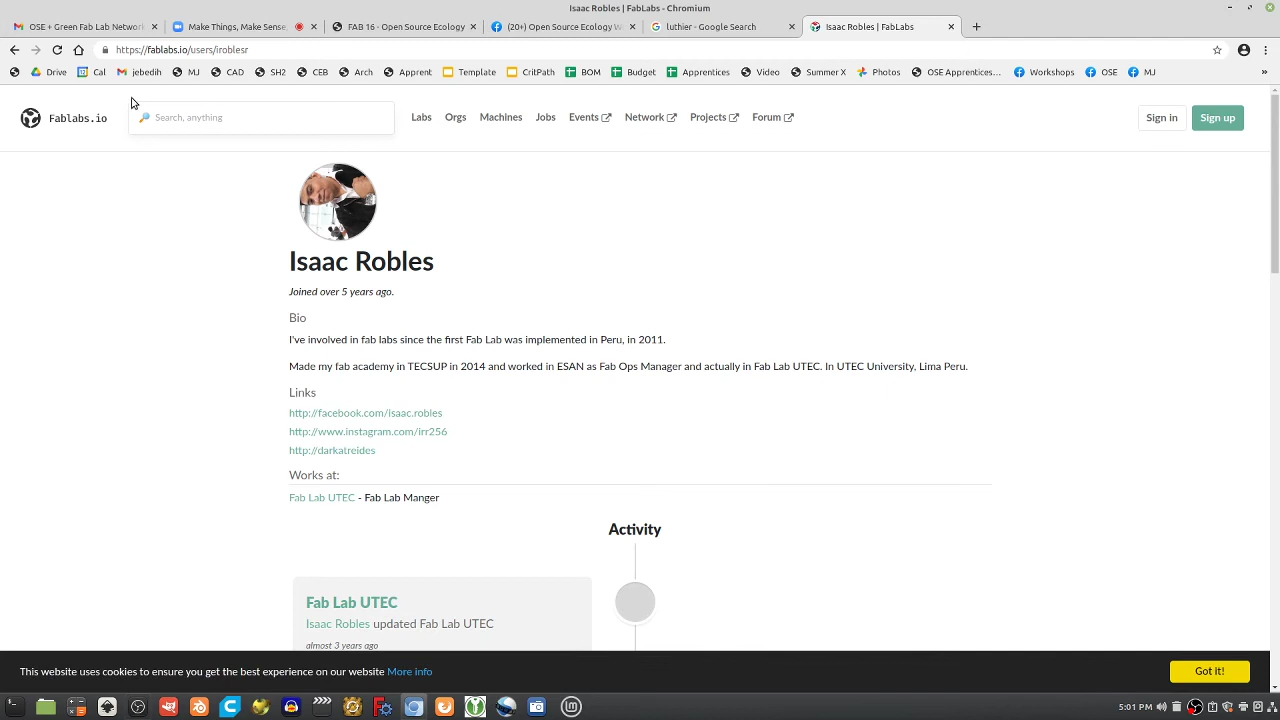 Isaac Robles | FabLabs - Chromium
OSE + Green Fab Lab Network
Make Things, Make Sense,
FAB 16 - Open Source Ecology
(20+) Open Source Ecology W
luthier - Google Search
Isaac Robles | FabLabs
https://fablabs.io/users/iroblesr
Drive
Cal
jebedit
MJ
CAD
SH2
CEB
Arch
Apprent
Template
CritPath
BOM
Budget
Apprentices
Video
Summer X
Photos
OSE Apprentices...
Workshops
OSE
MJ
»
Fablabs.io
Search, anything
Labs
Orgs
Machines
Jobs
Events
Network
Projects
Forum
Sign in
Sign up
Isaac Robles
Joined over 5 years ago.
Bio
I've involved in fab labs since the first Fab Lab was implemented in Peru, in 2011.
Made my fab academy in TECSUP in 2014 and worked in ESAN as Fab Ops Manager and actually in Fab Lab UTEC. In UTEC University, Lima Peru.
Links
http://facebook.com/isaac.robles
http://www.instagram.com/irr256
http://darkatreides
Works at:
Fab Lab UTEC - Fab Lab Manger
Activity
Fab Lab UTEC
Isaac Robles updated Fab Lab UTEC
almost 3 years ago
This website uses cookies to ensure you get the best experience on our website More info
Got it!
5:01 PM